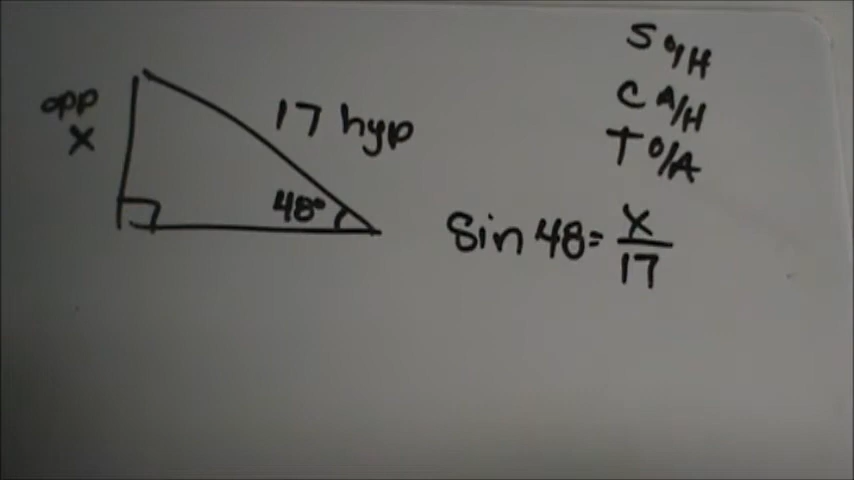 opp
x
17 hyp
48°
S O/H
C A/H
T O/A
Sin 48 = x/17